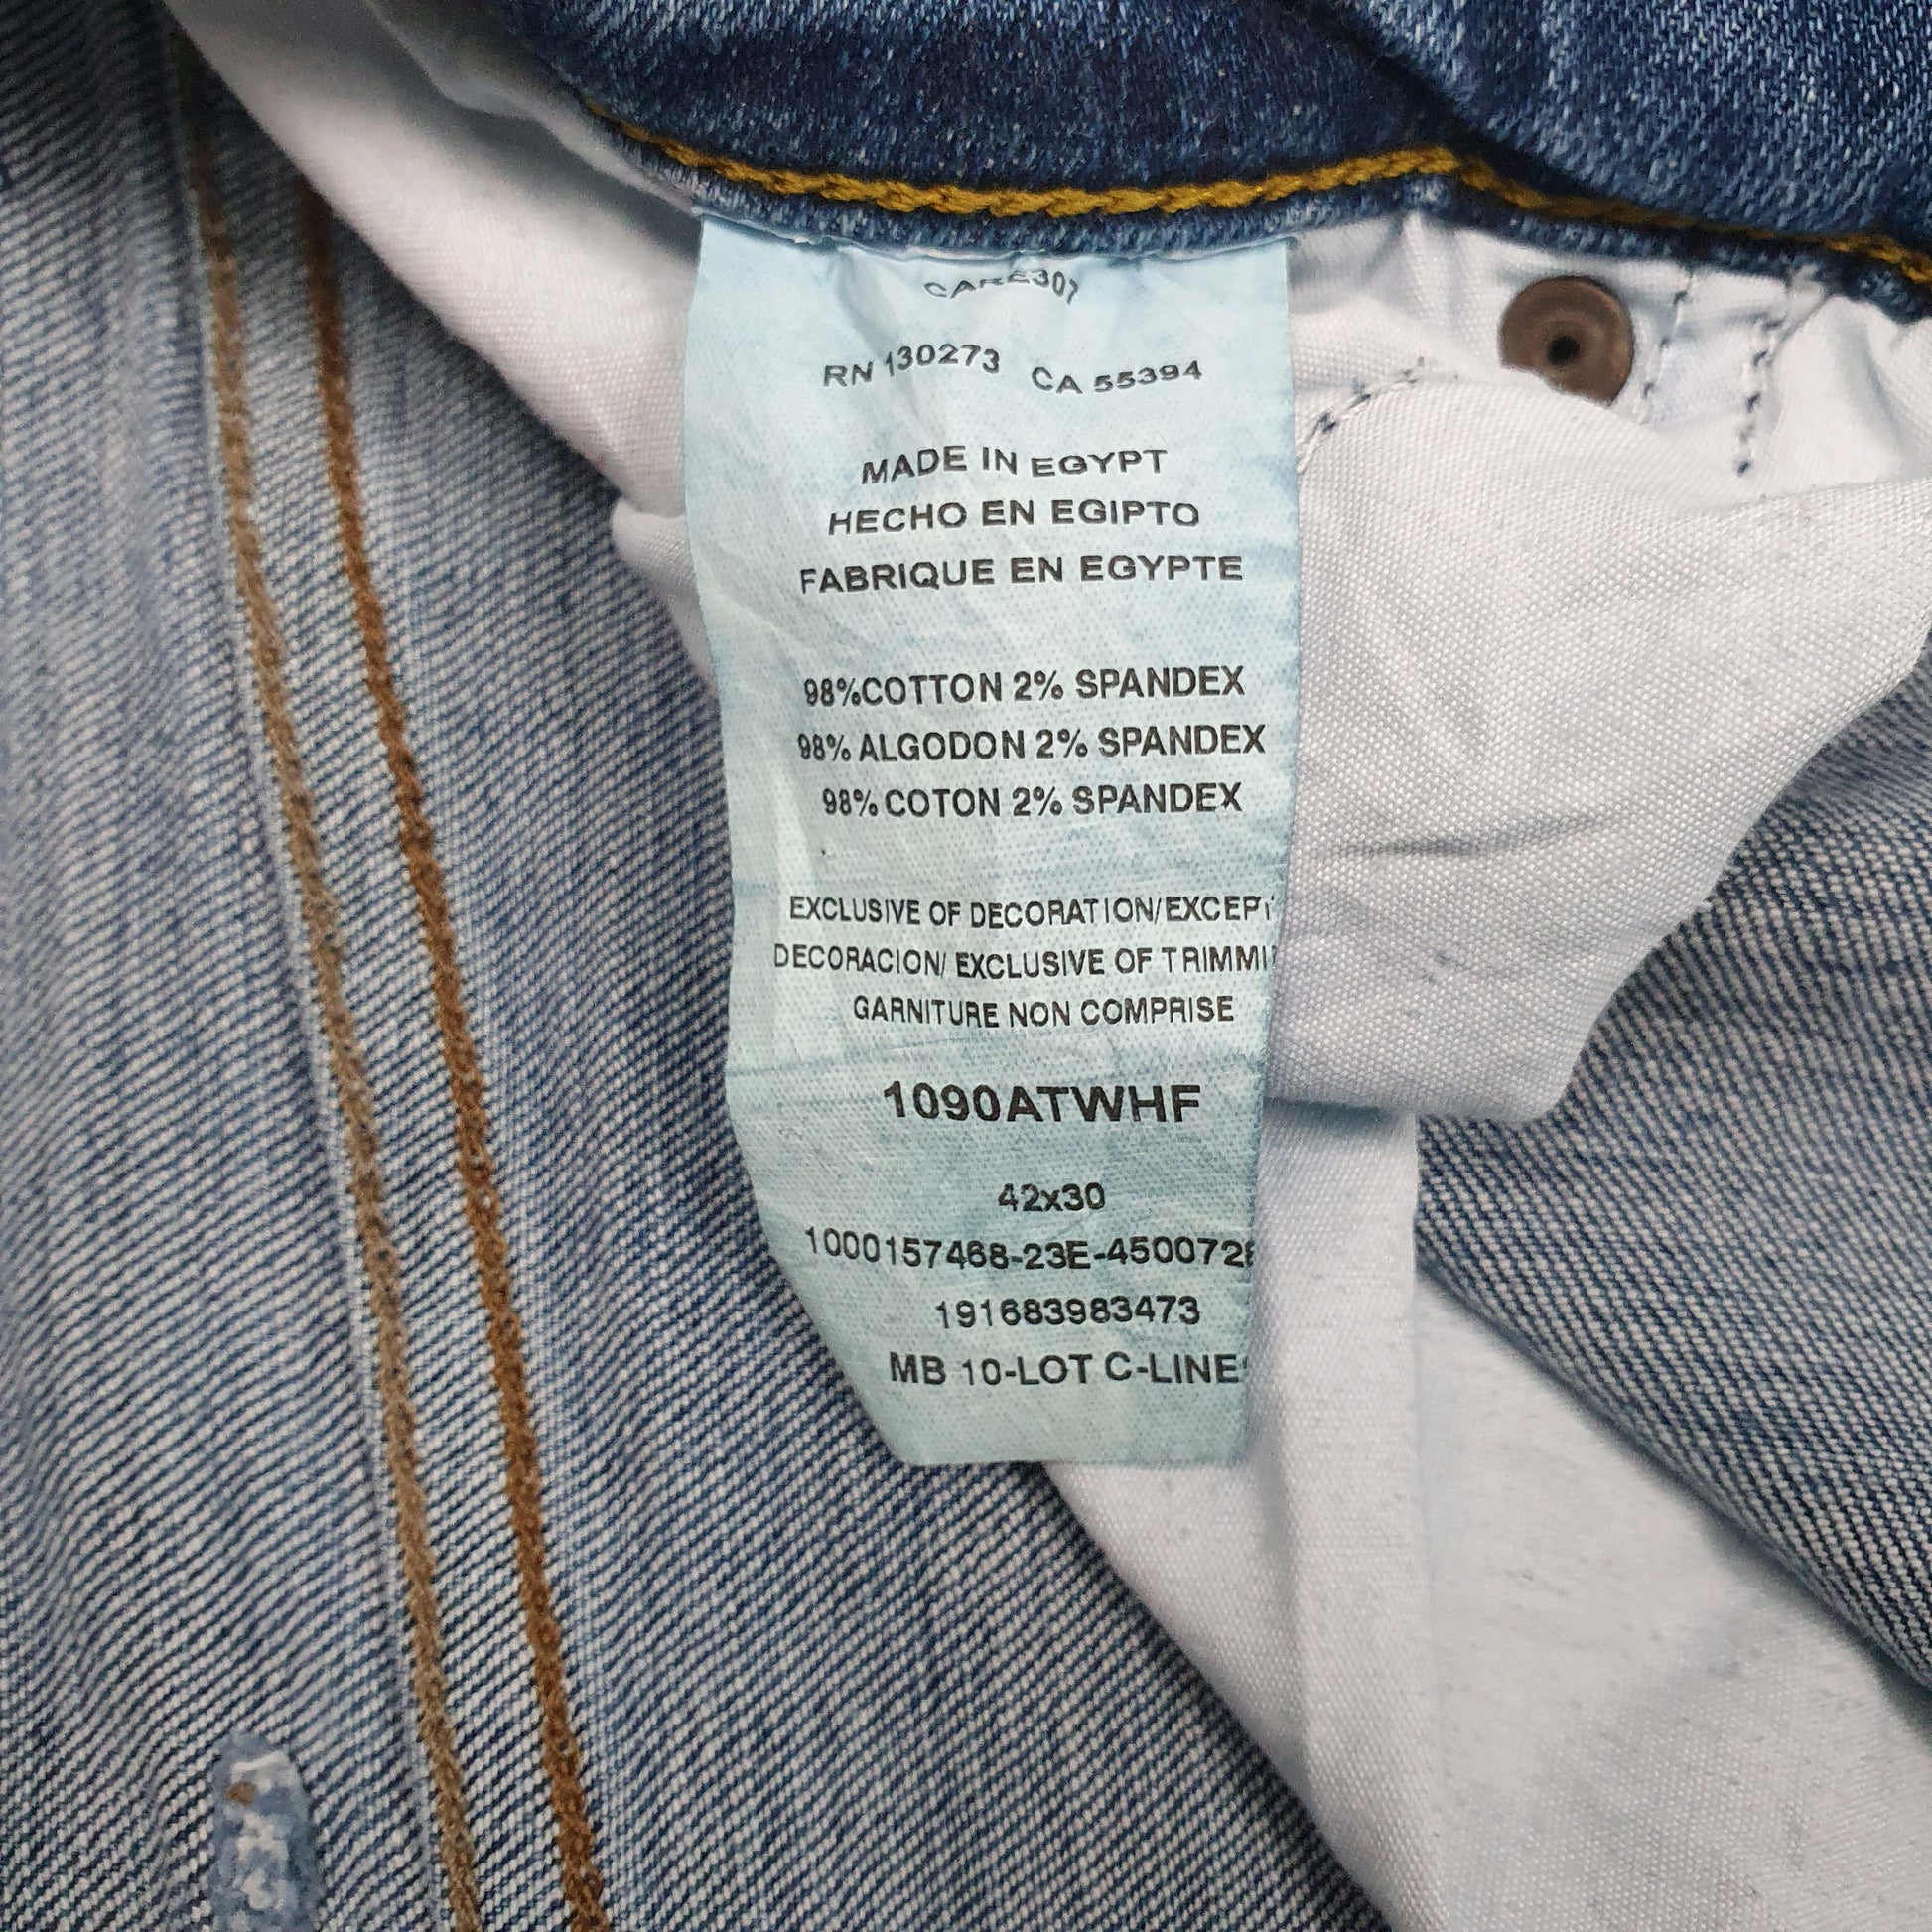 CARE307
RN 130273 CA 55394
MADE IN EGYPT
HECHO EN EGIPTO
FABRIQUE EN EGYPTE
98%COTTON 2% SPANDEX
98% ALGODON 2% SPANDEX
98% COTON 2% SPANDEX
EXCLUSIVE OF DECORATION/EXCEPT
DECORACION/ EXCLUSIVE OF TRIMMI
GARNITURE NON COMPRISE
1090ATWHF
42x30
1000157468-23E-450072
191683983473
MB 10-LOT C-LINE